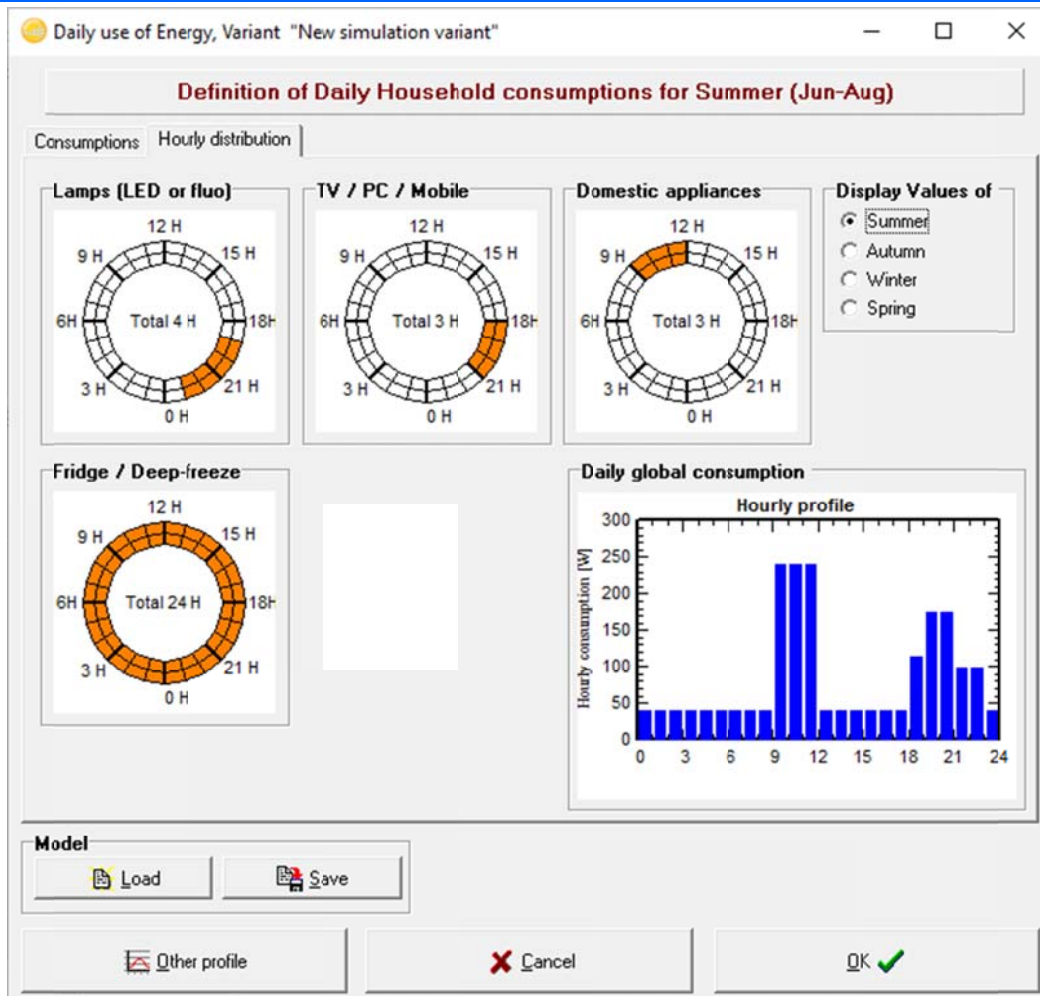 Daily use of Energy, Variant "New simulation variant"
Definition of Daily Household consumptions for Summer (Jun-Aug)
Consumptions Hourly distribution
Lamps (LED or fluo)
12 H
9 H 15 H
6H Total 4 H 18H
3 H 21 H
0 H
TV / PC / Mobile
12 H
9 H 15 H
6H Total 3 H 18H
3 H 21 H
0 H
Domestic appliances
12 H
9 H 15 H
6H Total 3 H 18H
3 H 21 H
0 H
Display Values of
Summer
Autumn
Winter
Spring
Fridge / Deep-freeze
12 H
9 H 15 H
6H Total 24 H 18H
3 H 21 H
0 H
Daily global consumption
Hourly profile
Hourly consumption [W]
300
250
200
150
100
50
0
0 3 6 9 12 15 18 21 24
Model
Load Save
Other profile Cancel OK